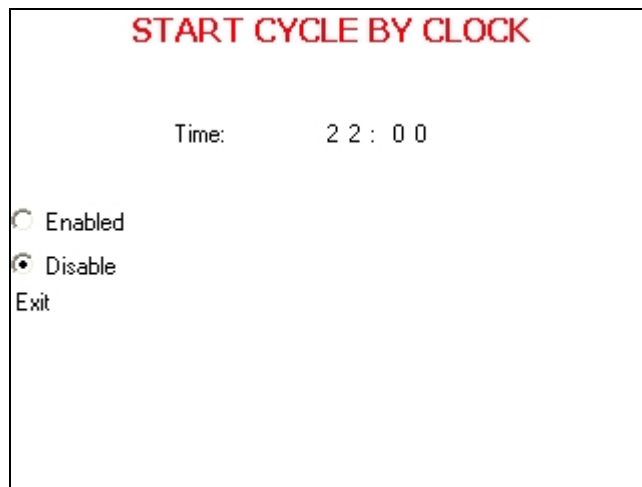 START CYCLE BY CLOCK
Time: 22:00
Enabled
Disable
Exit